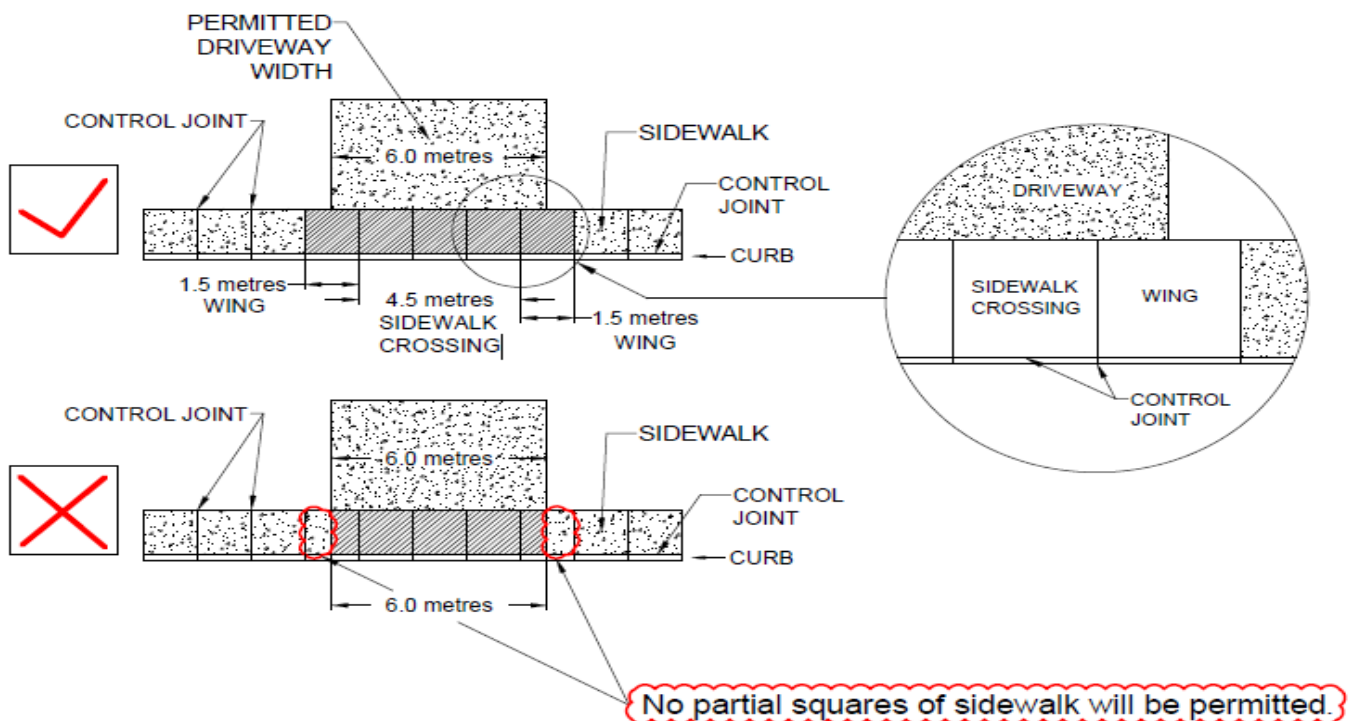 PERMITTED
DRIVEWAY
WIDTH
CONTROL JOINT
6.0 metres
SIDEWALK
CONTROL
JOINT
CURB
1.5 metres
WING
4.5 metres
SIDEWALK
CROSSING
1.5 metres
WING
DRIVEWAY
SIDEWALK
CROSSING
WING
CONTROL
JOINT
CONTROL JOINT
6.0 metres
SIDEWALK
CONTROL
JOINT
CURB
6.0 metres
No partial squares of sidewalk will be permitted.